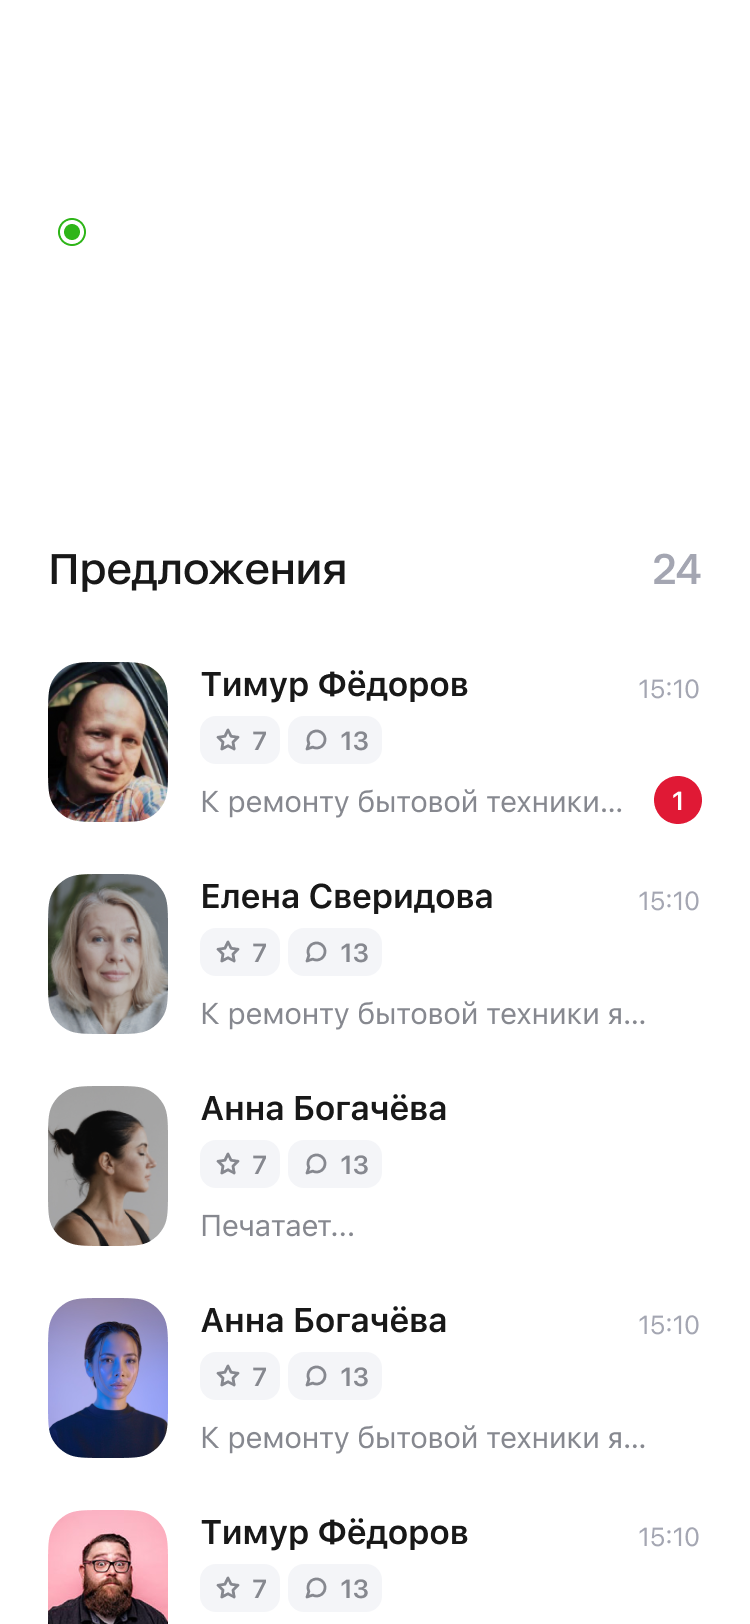 Предложения 24
Тимур Фёдоров 15:10
7 13
К ремонту бытовой техники... 1
Елена Сверидова 15:10
7 13
К ремонту бытовой техники я...
Анна Богачёва
7 13
Печатает...
Анна Богачёва 15:10
7 13
К ремонту бытовой техники я...
Тимур Фёдоров 15:10
7 13